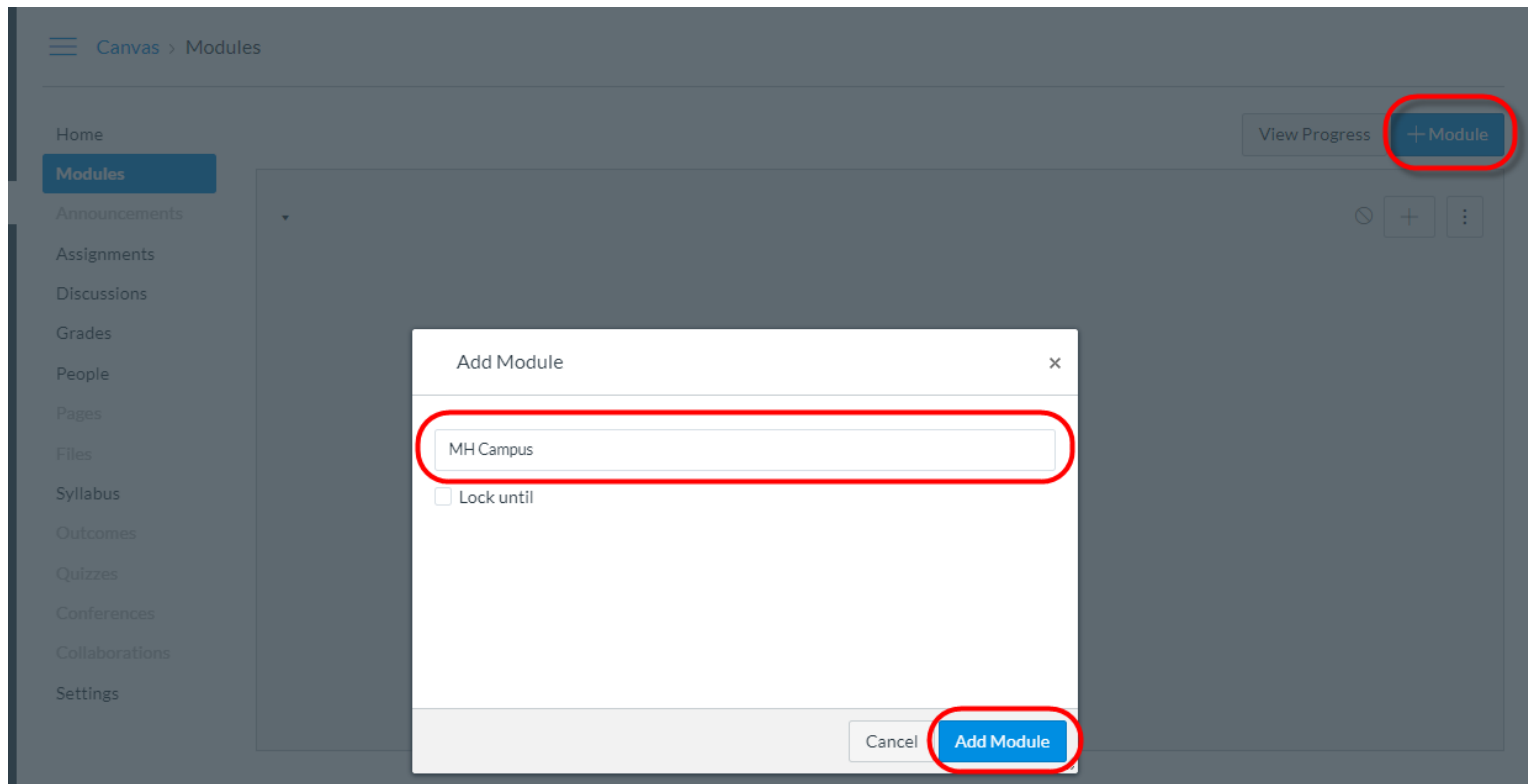 Canvas › Modules
View Progress
+ Module
Home
Modules
Announcements
Assignments
Discussions
Grades
People
Pages
Files
Syllabus
Outcomes
Quizzes
Conferences
Collaborations
Settings
+
Add Module
×
MH Campus
Lock until
Cancel
Add Module